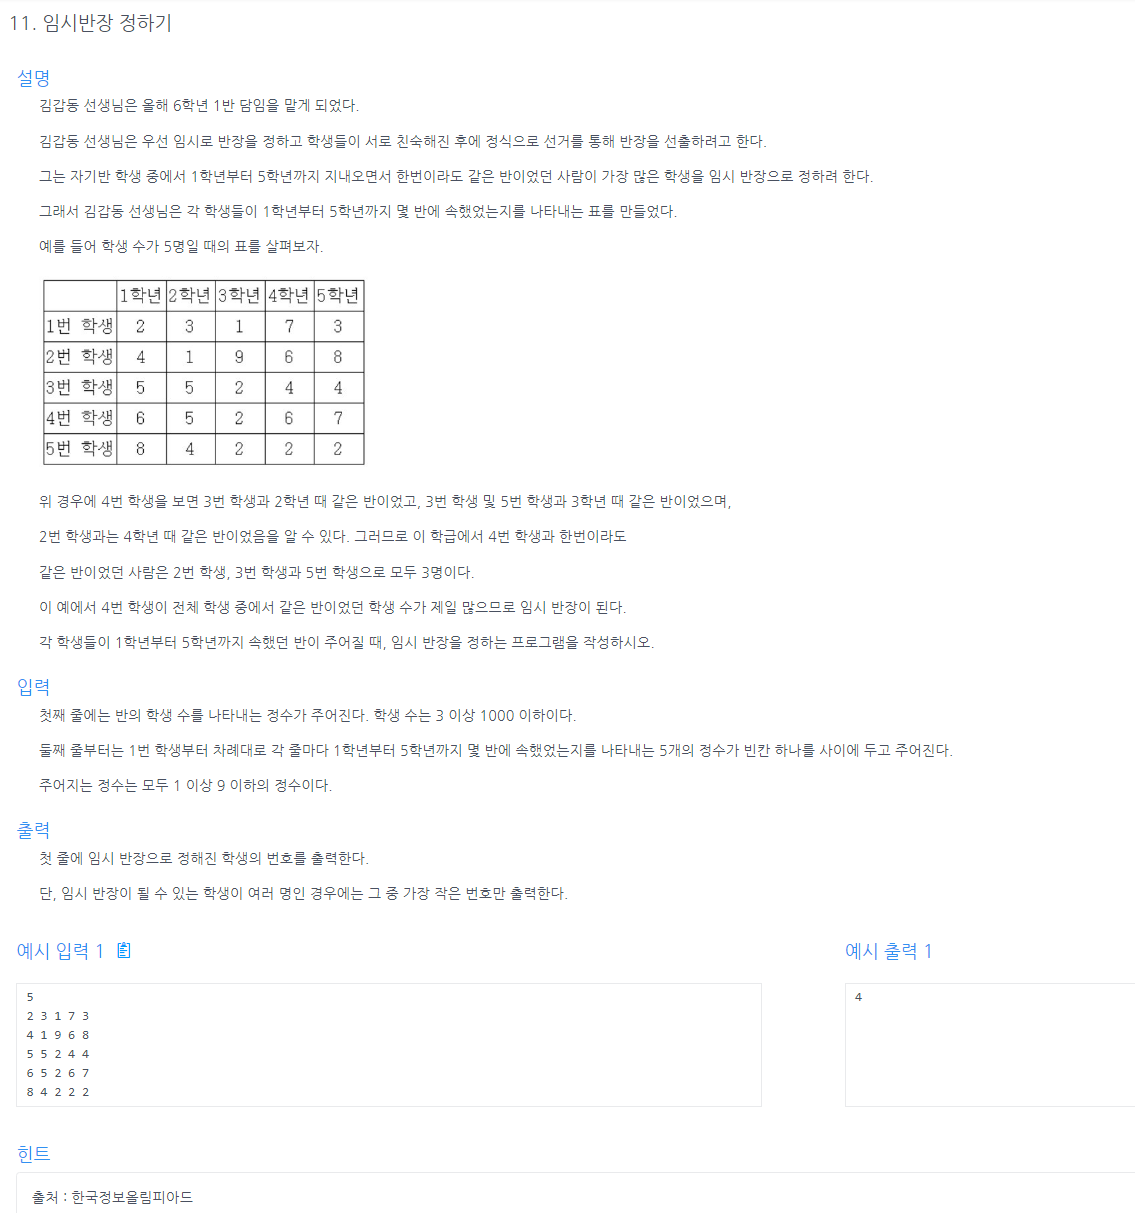 11. 임시반장 정하기
설명
김갑동 선생님은 올해 6학년 1반 담임을 맡게 되었다.
김갑동 선생님은 우선 임시로 반장을 정하고 학생들이 서로 친숙해진 후에 정식으로 선거를 통해 반장을 선출하려고 한다.
그는 자기반 학생 중에서 1학년부터 5학년까지 지내오면서 한번이라도 같은 반이었던 사람이 가장 많은 학생을 임시 반장으로 정하려 한다.
그래서 김갑동 선생님은 각 학생들이 1학년부터 5학년까지 몇 반에 속했었는지를 나타내는 표를 만들었다.
예를 들어 학생 수가 5명일 때의 표를 살펴보자.
1학년 2학년 3학년 4학년 5학년
1번 학생 2 3 1 7 3
2번 학생 4 1 9 6 8
3번 학생 5 5 2 4 4
4번 학생 6 5 2 6 7
5번 학생 8 4 2 2 2
위 경우에 4번 학생을 보면 3번 학생과 2학년 때 같은 반이었고, 3번 학생 및 5번 학생과 3학년 때 같은 반이었으며,
2번 학생과는 4학년 때 같은 반이었음을 알 수 있다. 그러므로 이 학급에서 4번 학생과 한번이라도
같은 반이었던 사람은 2번 학생, 3번 학생과 5번 학생으로 모두 3명이다.
이 예에서 4번 학생이 전체 학생 중에서 같은 반이었던 학생 수가 제일 많으므로 임시 반장이 된다.
각 학생들이 1학년부터 5학년까지 속했던 반이 주어질 때, 임시 반장을 정하는 프로그램을 작성하시오.
입력
첫째 줄에는 반의 학생 수를 나타내는 정수가 주어진다. 학생 수는 3 이상 1000 이하이다.
둘째 줄부터는 1번 학생부터 차례대로 각 줄마다 1학년부터 5학년까지 몇 반에 속했었는지를 나타내는 5개의 정수가 빈칸 하나를 사이에 두고 주어진다.
주어지는 정수는 모두 1 이상 9 이하의 정수이다.
출력
첫 줄에 임시 반장으로 정해진 학생의 번호를 출력한다.
단, 임시 반장이 될 수 있는 학생이 여러 명인 경우에는 그 중 가장 작은 번호만 출력한다.
예시 입력 1
5
2 3 1 7 3
4 1 9 6 8
5 5 2 4 4
6 5 2 6 7
8 4 2 2 2
예시 출력 1
4
힌트
출처 : 한국정보올림피아드